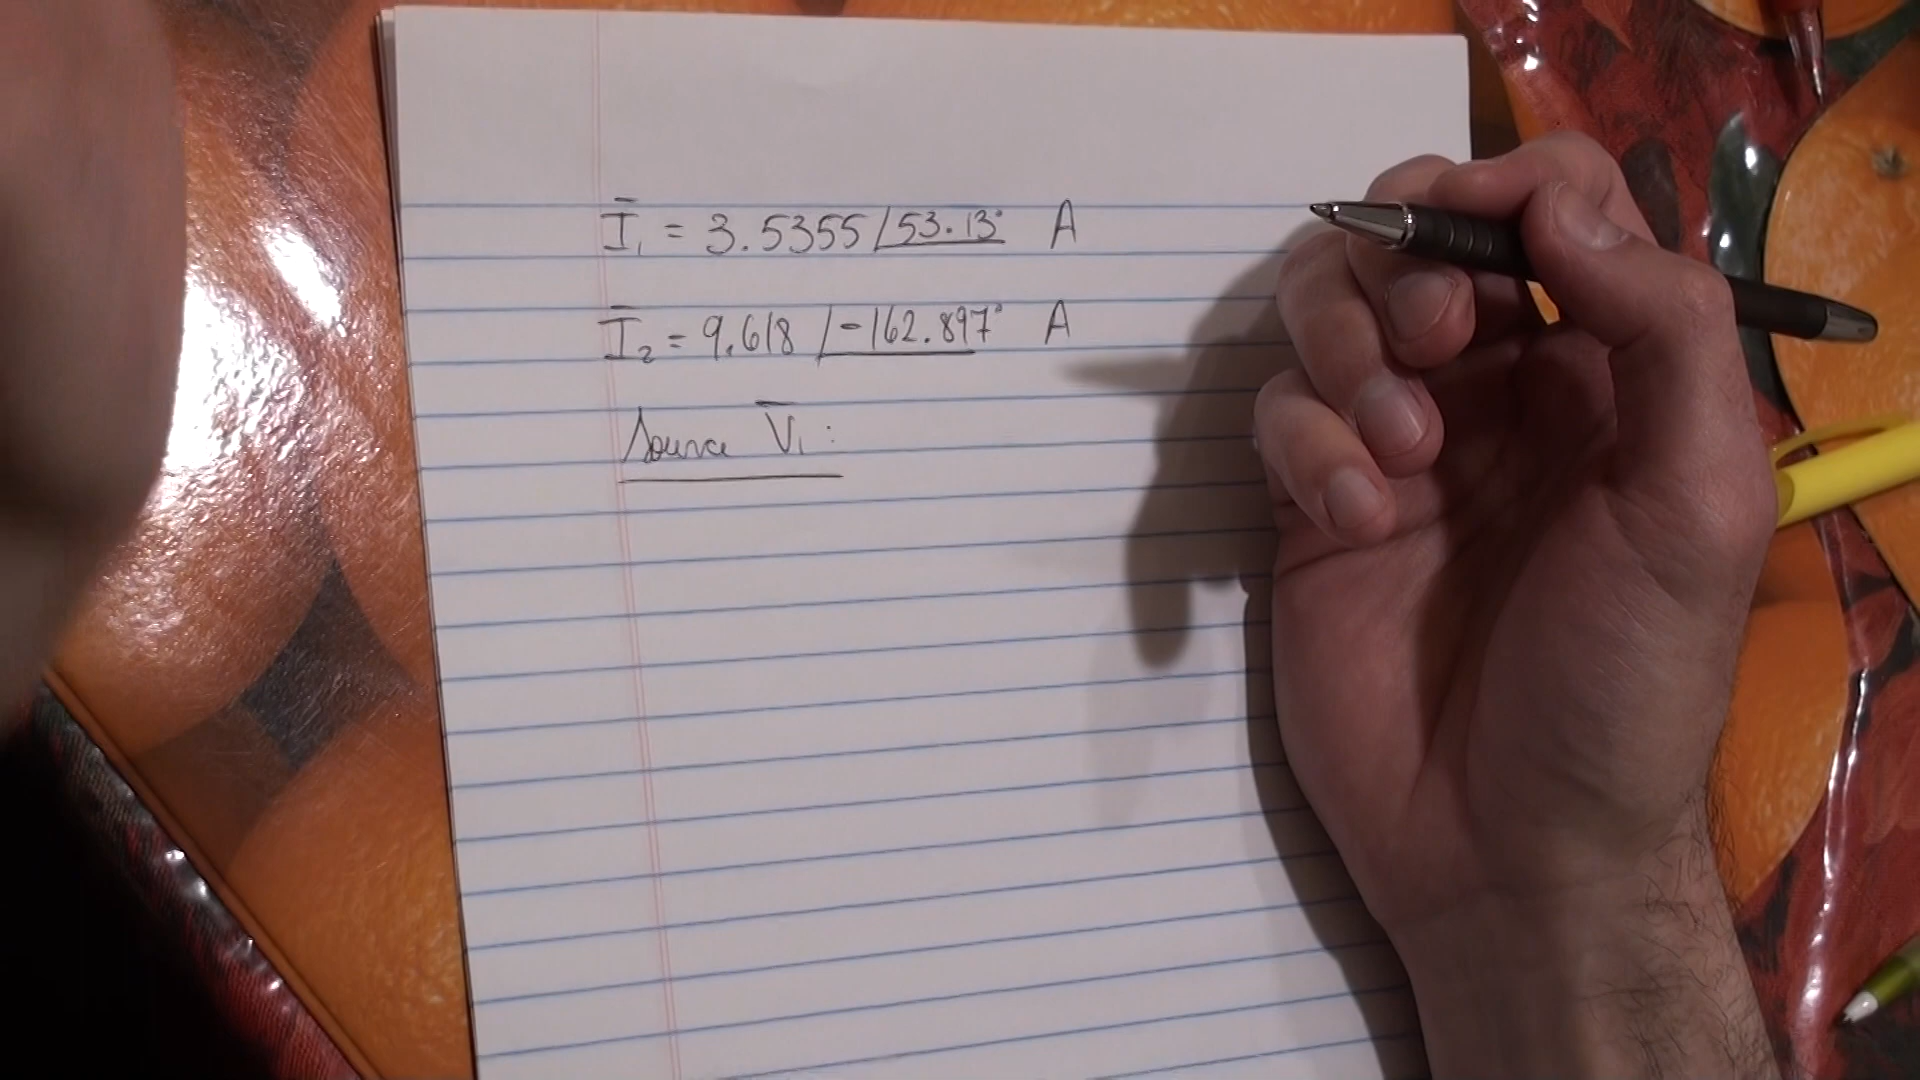 Ī₁ = 3.5355 /53.13° A
Ī₂ = 9.618 /-162.897° A
Source V̄₁ :